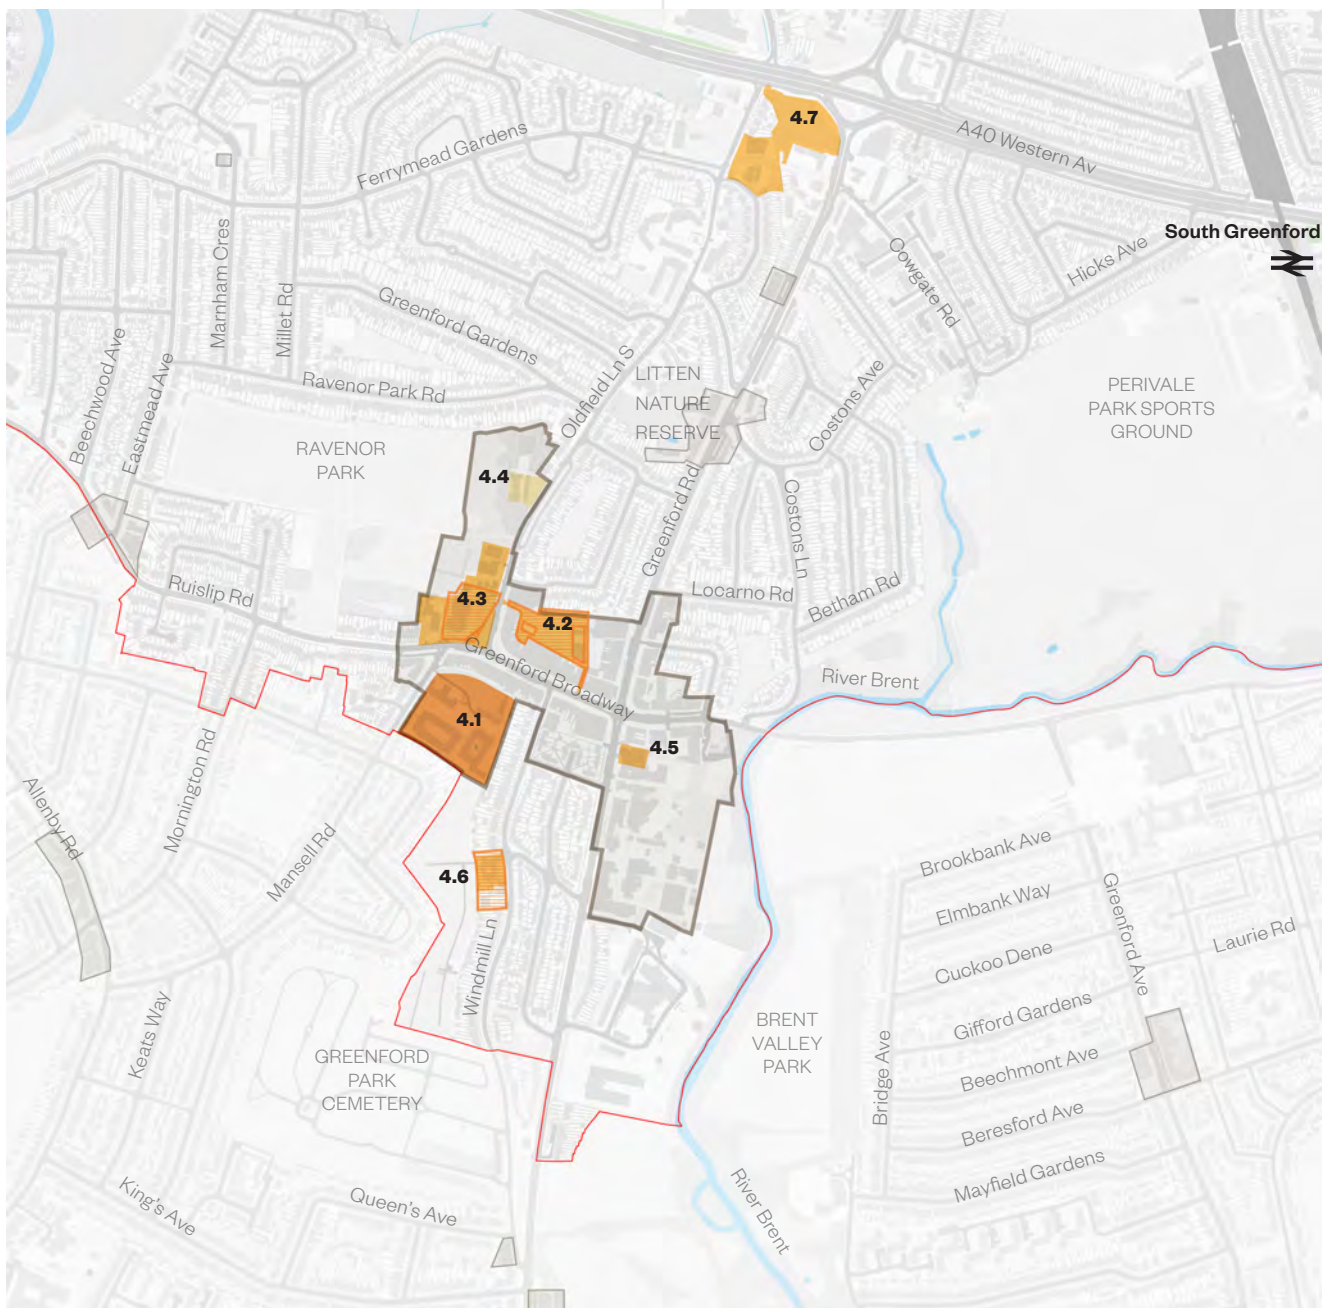 4.7
A40 Western Av
Ferrymead Gardens
South Greenford
Marnham Cres
Millet Rd
Cowgate Rd
Hicks Ave
Greenford Gardens
Beechwood Ave
Eastmead Ave
Ravenor Park Rd
Oldfield Ln S
LITTEN
NATURE
RESERVE
Costons Ave
PERIVALE
PARK SPORTS
GROUND
RAVENOR
PARK
4.4
Greenford Rd
Costons Ln
Ruislip Rd
4.3
4.2
Locarno Rd
Betham Rd
Greenford Broadway
River Brent
4.1
4.5
Mornington Rd
Allenby Rd
Mansell Rd
4.6
Brookbank Ave
Elmbank Way
Greenford Ave
Laurie Rd
Cuckoo Dene
Windmill Ln
Gifford Gardens
Keats Way
BRENT
VALLEY
PARK
GREENFORD
PARK
CEMETERY
Bridge Ave
Beechmont Ave
Beresford Ave
Mayfield Gardens
King's Ave
Queen's Ave
River Brent